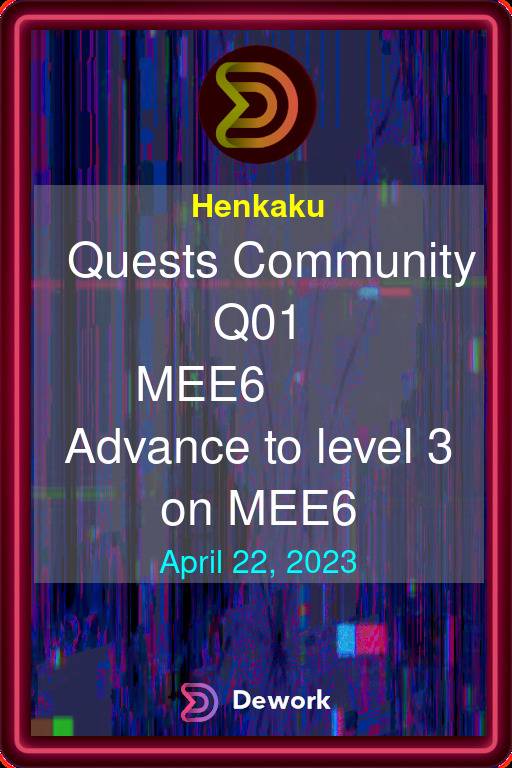 Henkaku
Quests Community
Q01
MEE6
Advance to level 3
on MEE6
April 22, 2023
Dework